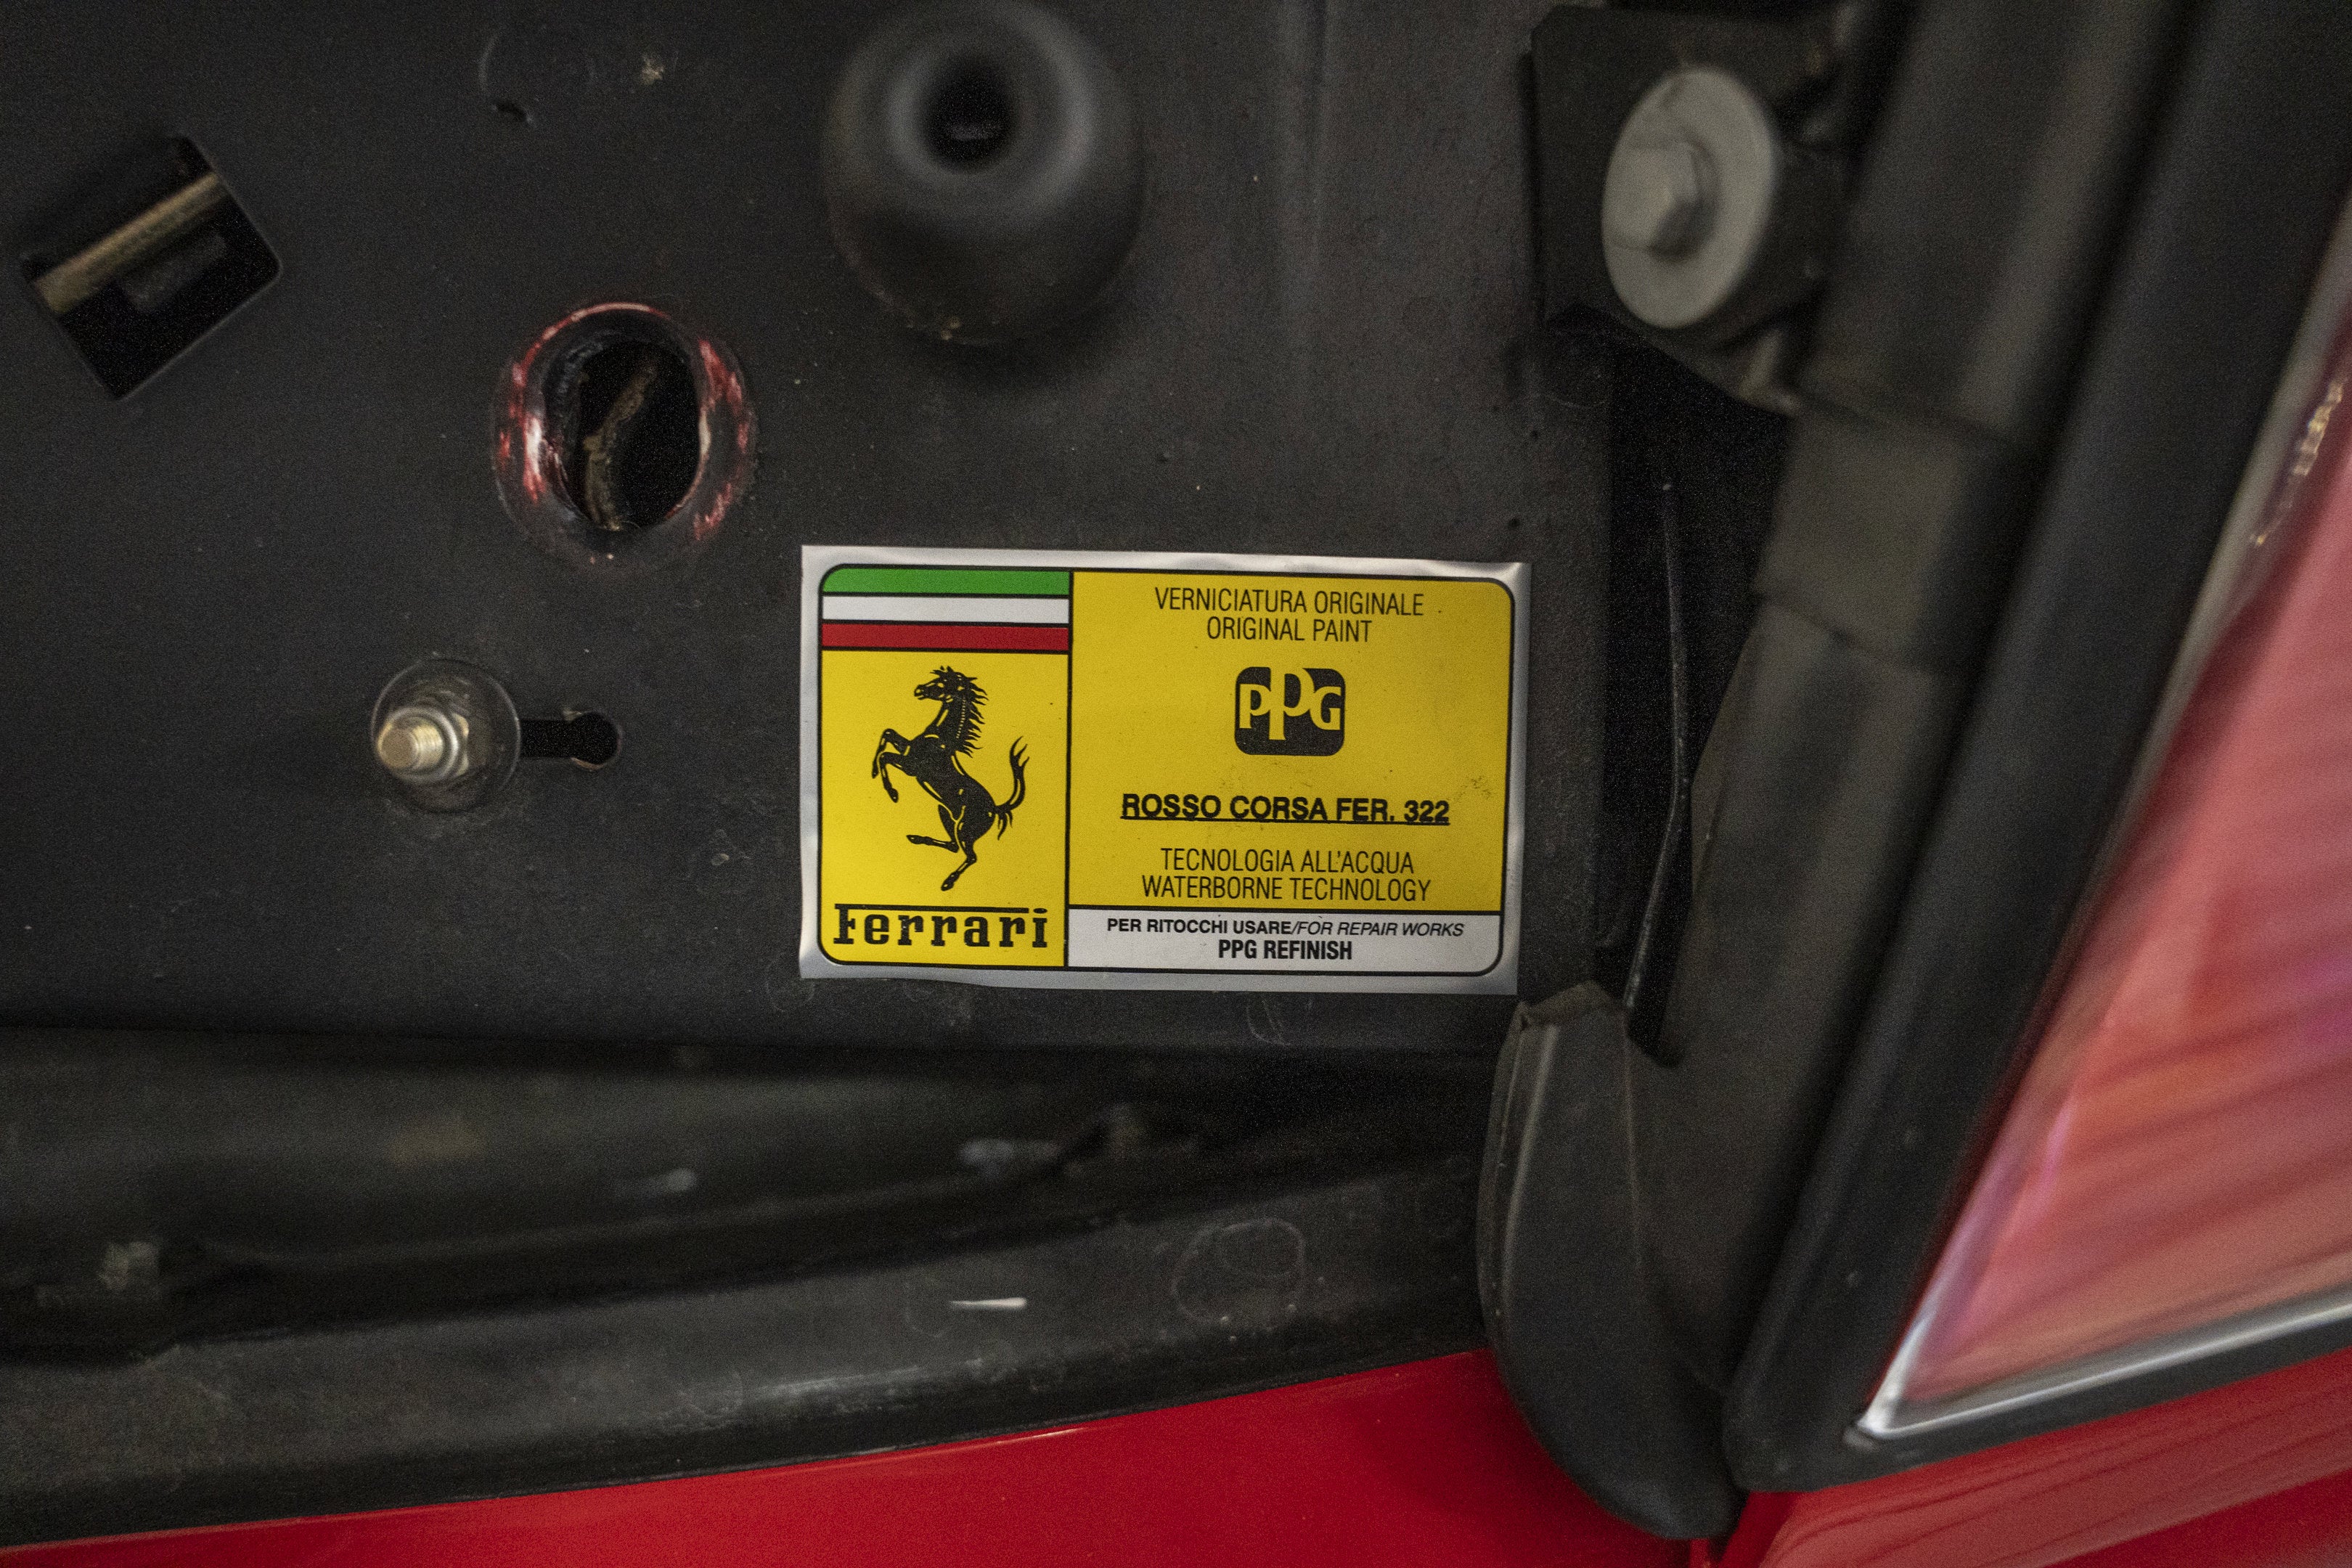 Ferrari
VERNICIATURA ORIGINALE
ORIGINAL PAINT
PPG
ROSSO CORSA FER. 322
TECNOLOGIA ALL'ACQUA
WATERBORNE TECHNOLOGY
PER RITOCCHI USARE/FOR REPAIR WORKS
PPG REFINISH